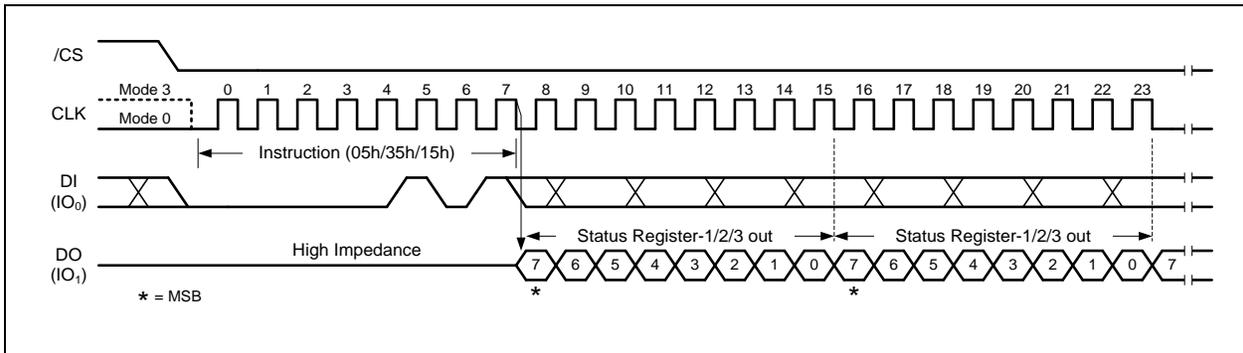 /CS
Mode 3 0 1 2 3 4 5 6 7 8 9 10 11 12 13 14 15 16 17 18 19 20 21 22 23
CLK
Mode 0
Instruction (05h/35h/15h)
DI
(IO₀)
Status Register-1/2/3 out Status Register-1/2/3 out
High Impedance
DO
(IO₁)
7 6 5 4 3 2 1 0 7 6 5 4 3 2 1 0 7
* *
* = MSB